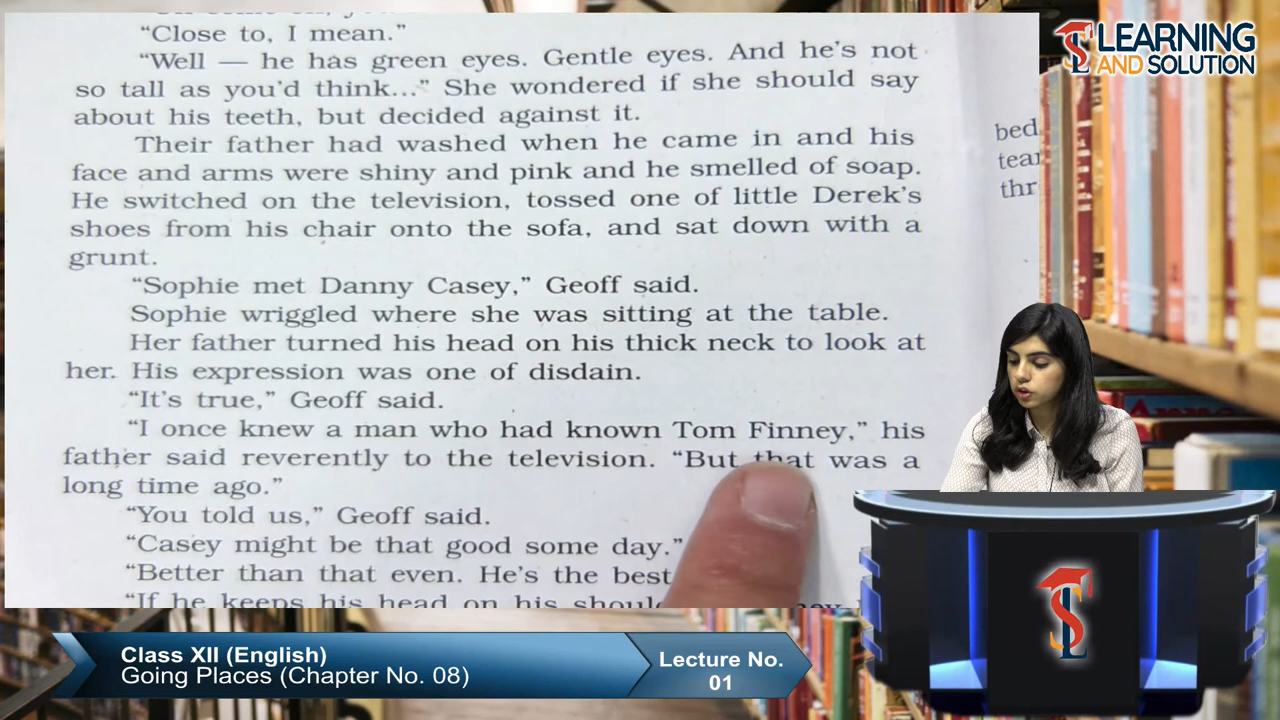 "Close to, I mean."
"Well — he has green eyes. Gentle eyes. And he's not
so tall as you'd think..." She wondered if she should say
about his teeth, but decided against it.
Their father had washed when he came in and his
face and arms were shiny and pink and he smelled of soap.
He switched on the television, tossed one of little Derek's
shoes from his chair onto the sofa, and sat down with a
grunt.
"Sophie met Danny Casey," Geoff said.
Sophie wriggled where she was sitting at the table.
Her father turned his head on his thick neck to look at
her. His expression was one of disdain.
"It's true," Geoff said.
"I once knew a man who had known Tom Finney," his
father said reverently to the television. "But that was a
long time ago."
"You told us," Geoff said.
"Casey might be that good some day."
"Better than that even. He's the best
"If he keeps his head on his
bed
thr
LEARNING
AND SOLUTION
Class XII (English)
Going Places (Chapter No. 08)
Lecture No.
01